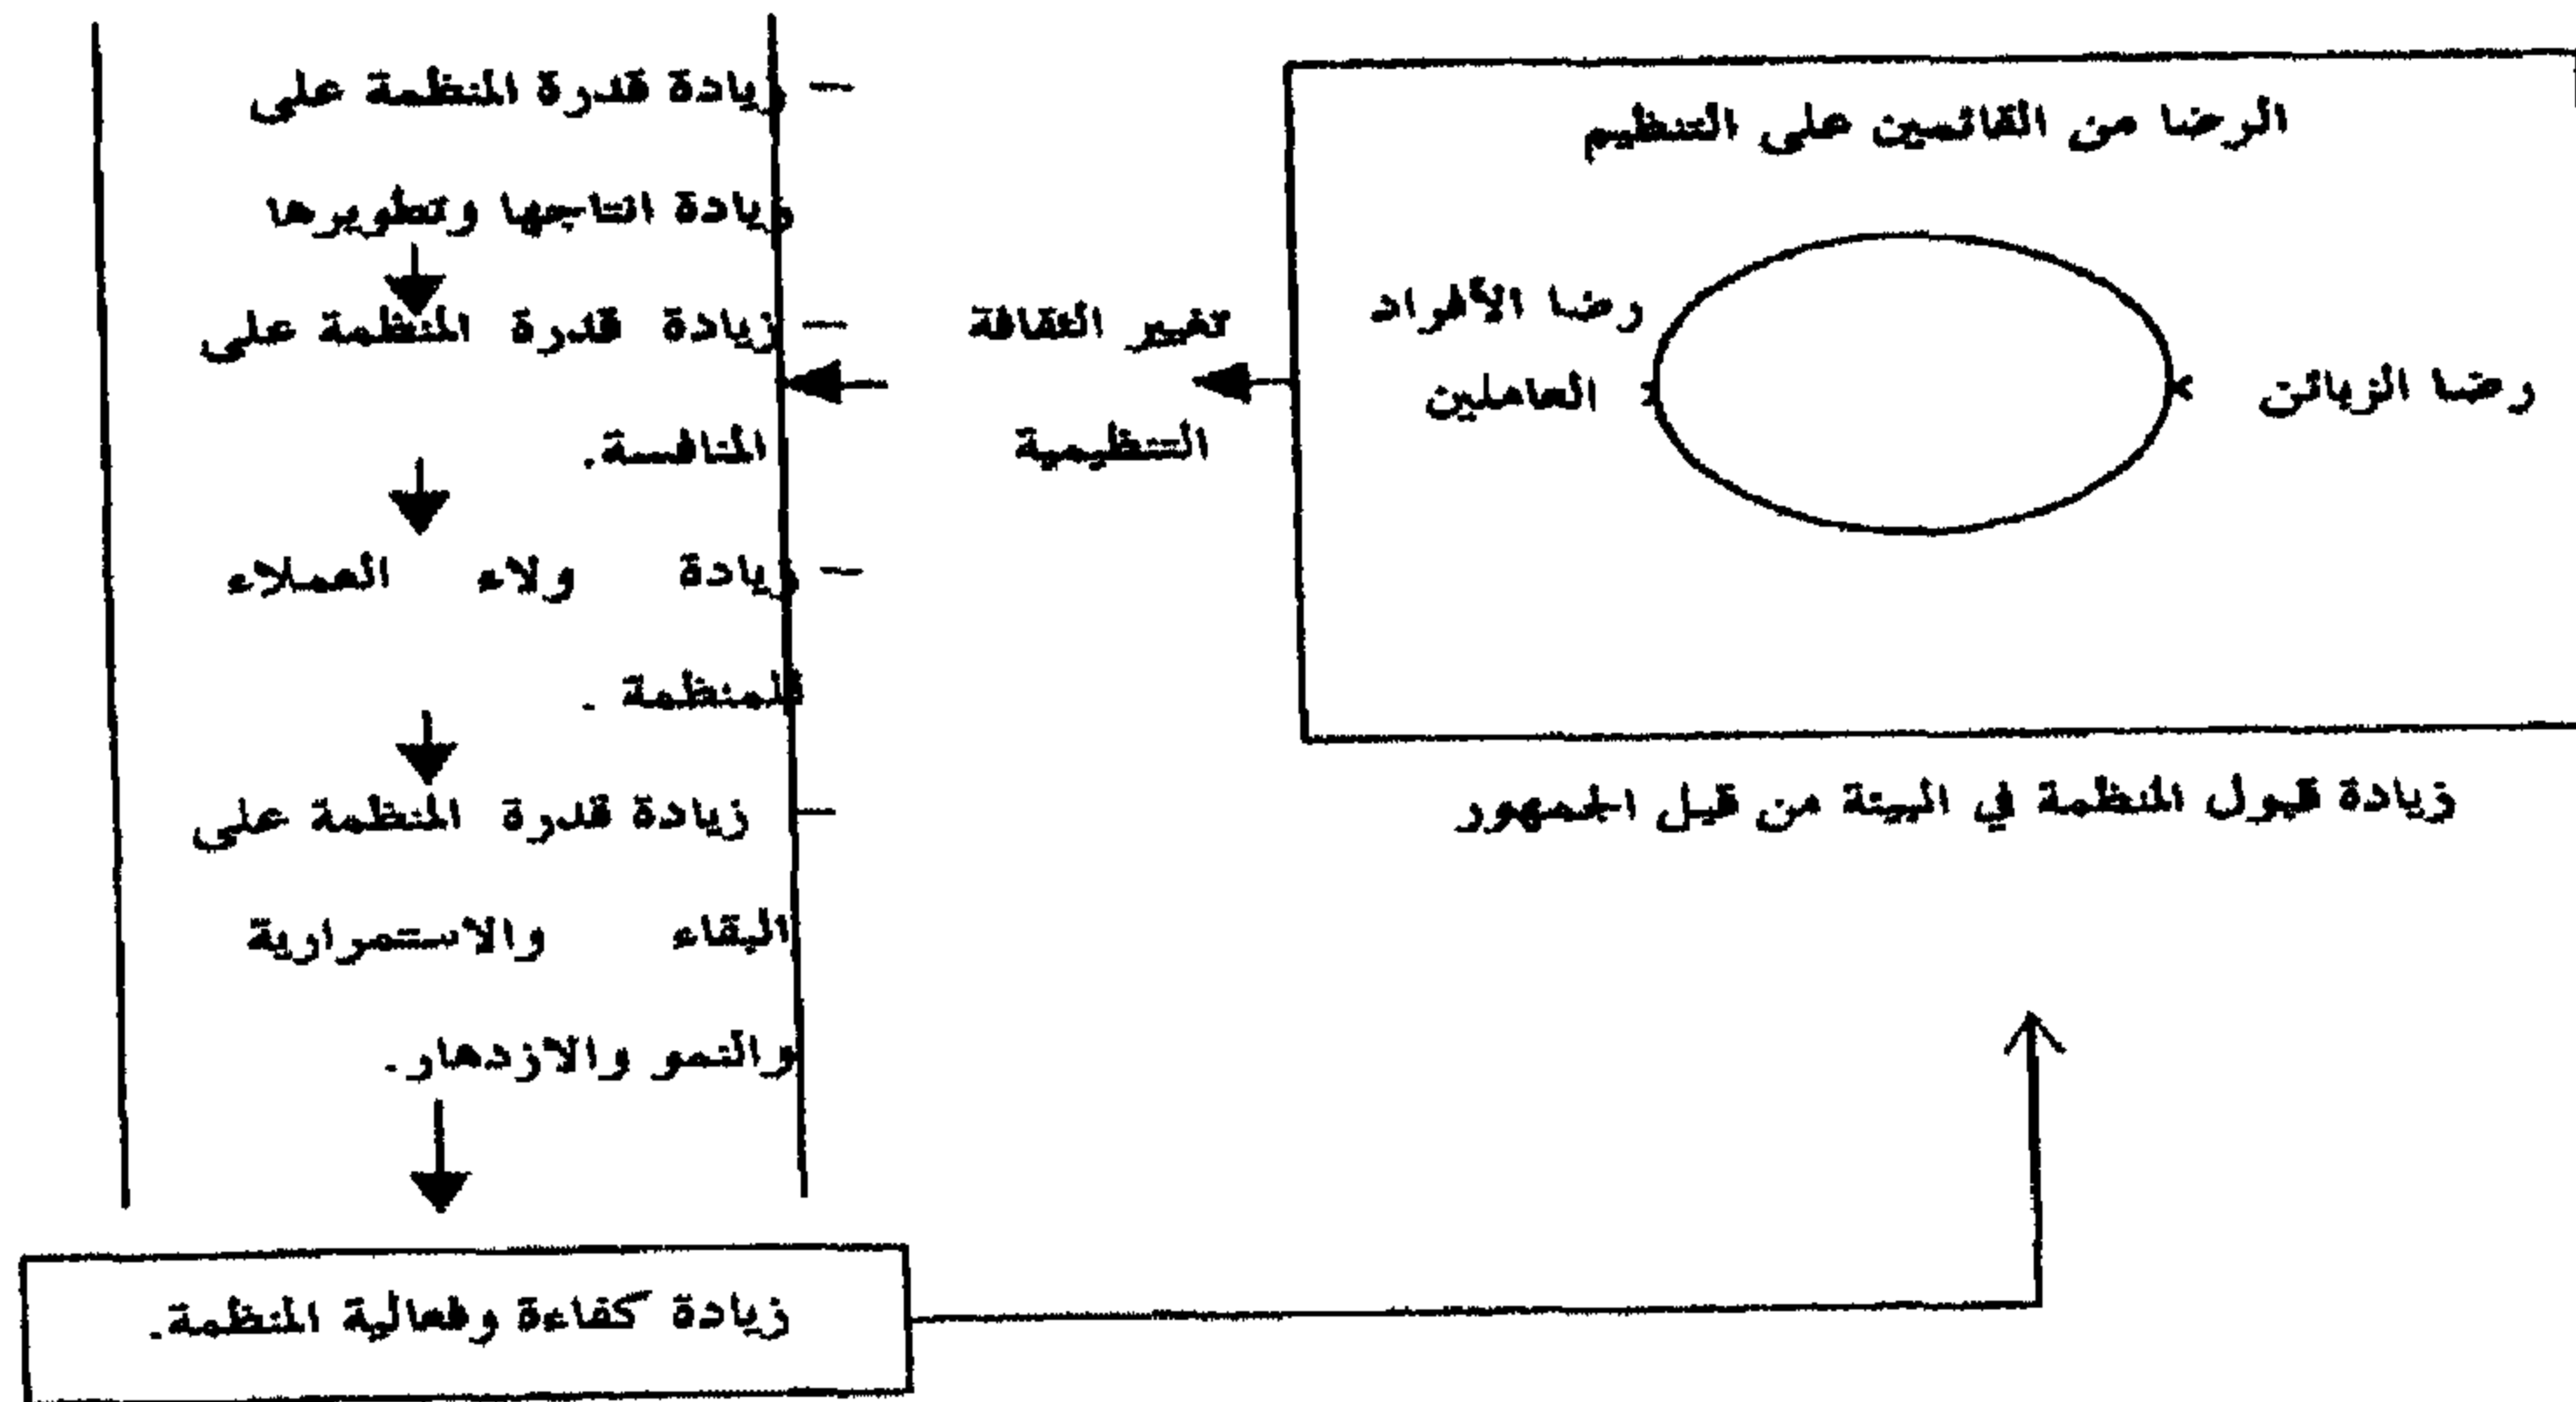 الرضا من القائمين على التنظيم
رضا الزبائن
رضا الأفراد
العاملين
زيادة قبول المنظمة في البيئة من قبل الجمهور
تغيير الثقافة
التنظيمية
– زيادة قدرة المنظمة على
زيادة انتاجها وتطويرها
– زيادة قدرة المنظمة على
المنافسة.
– زيادة ولاء العملاء
للمنظمة .
– زيادة قدرة المنظمة على
البقاء والاستمرارية
والنمو والازدهار.
زيادة كفاءة وفعالية المنظمة.